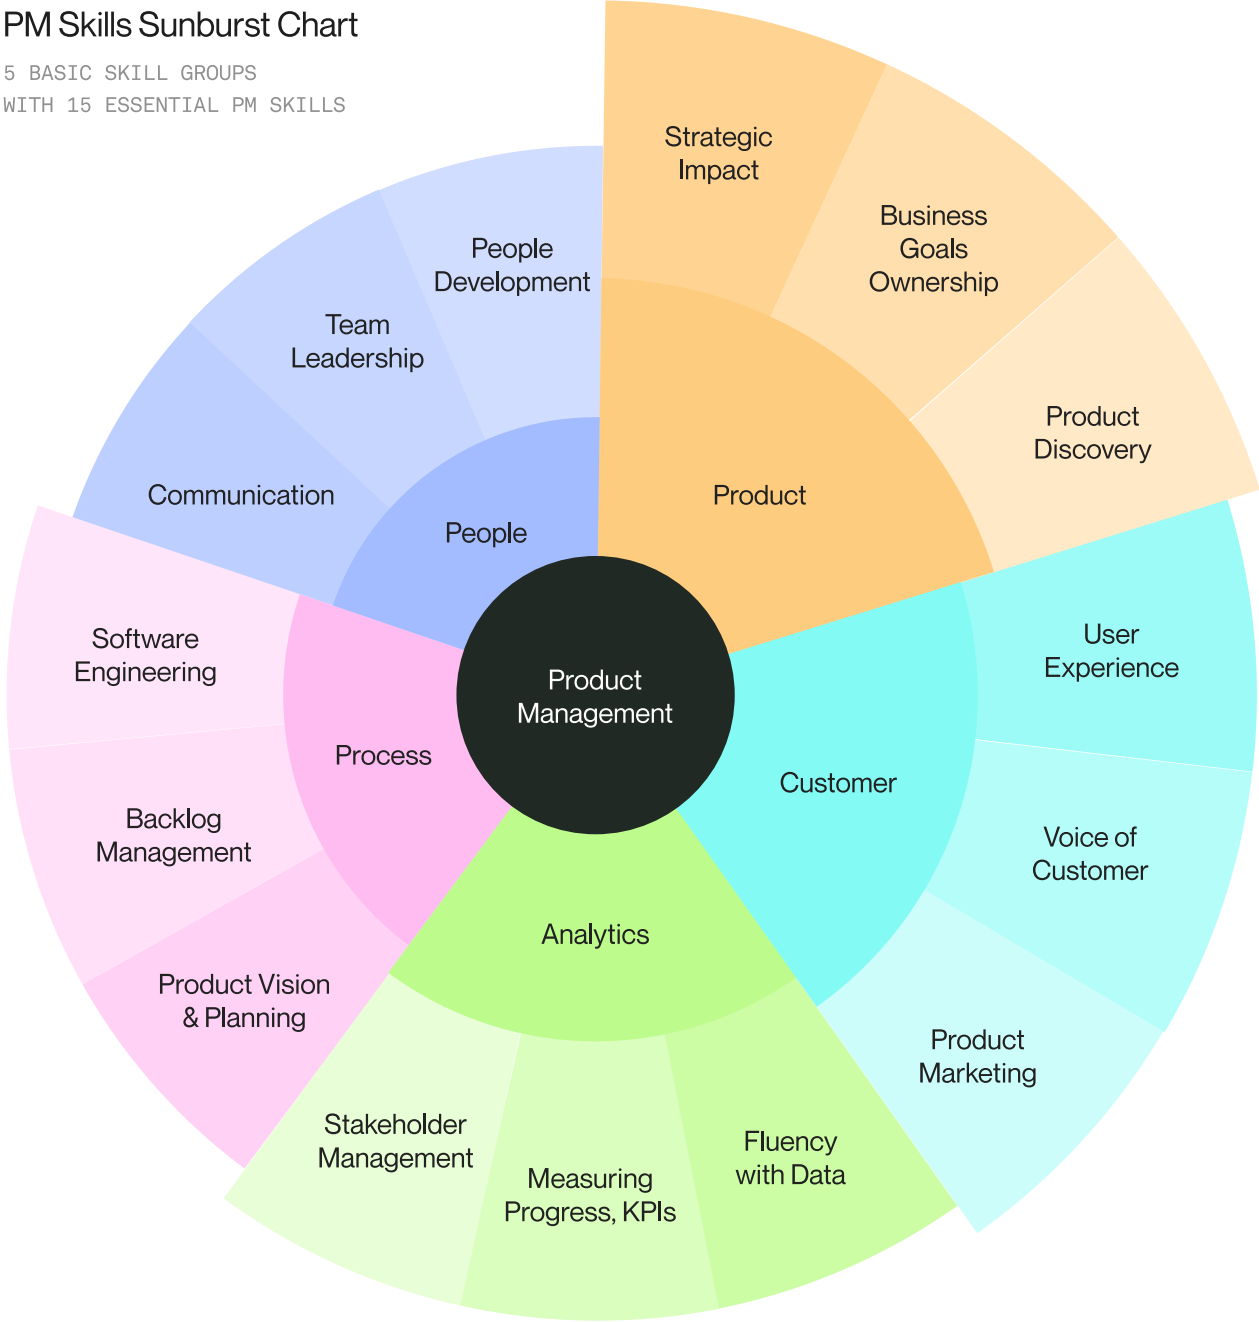 PM Skills Sunburst Chart
5 BASIC SKILL GROUPS
WITH 15 ESSENTIAL PM SKILLS
Strategic
Impact
Business
Goals
Ownership
Product
Discovery
Product
User
Experience
Voice of
Customer
Product
Marketing
Customer
Fluency
with Data
Measuring
Progress, KPIs
Stakeholder
Management
Analytics
Product Vision
& Planning
Backlog
Management
Software
Engineering
Process
Communication
Team
Leadership
People
Development
People
Product
Management